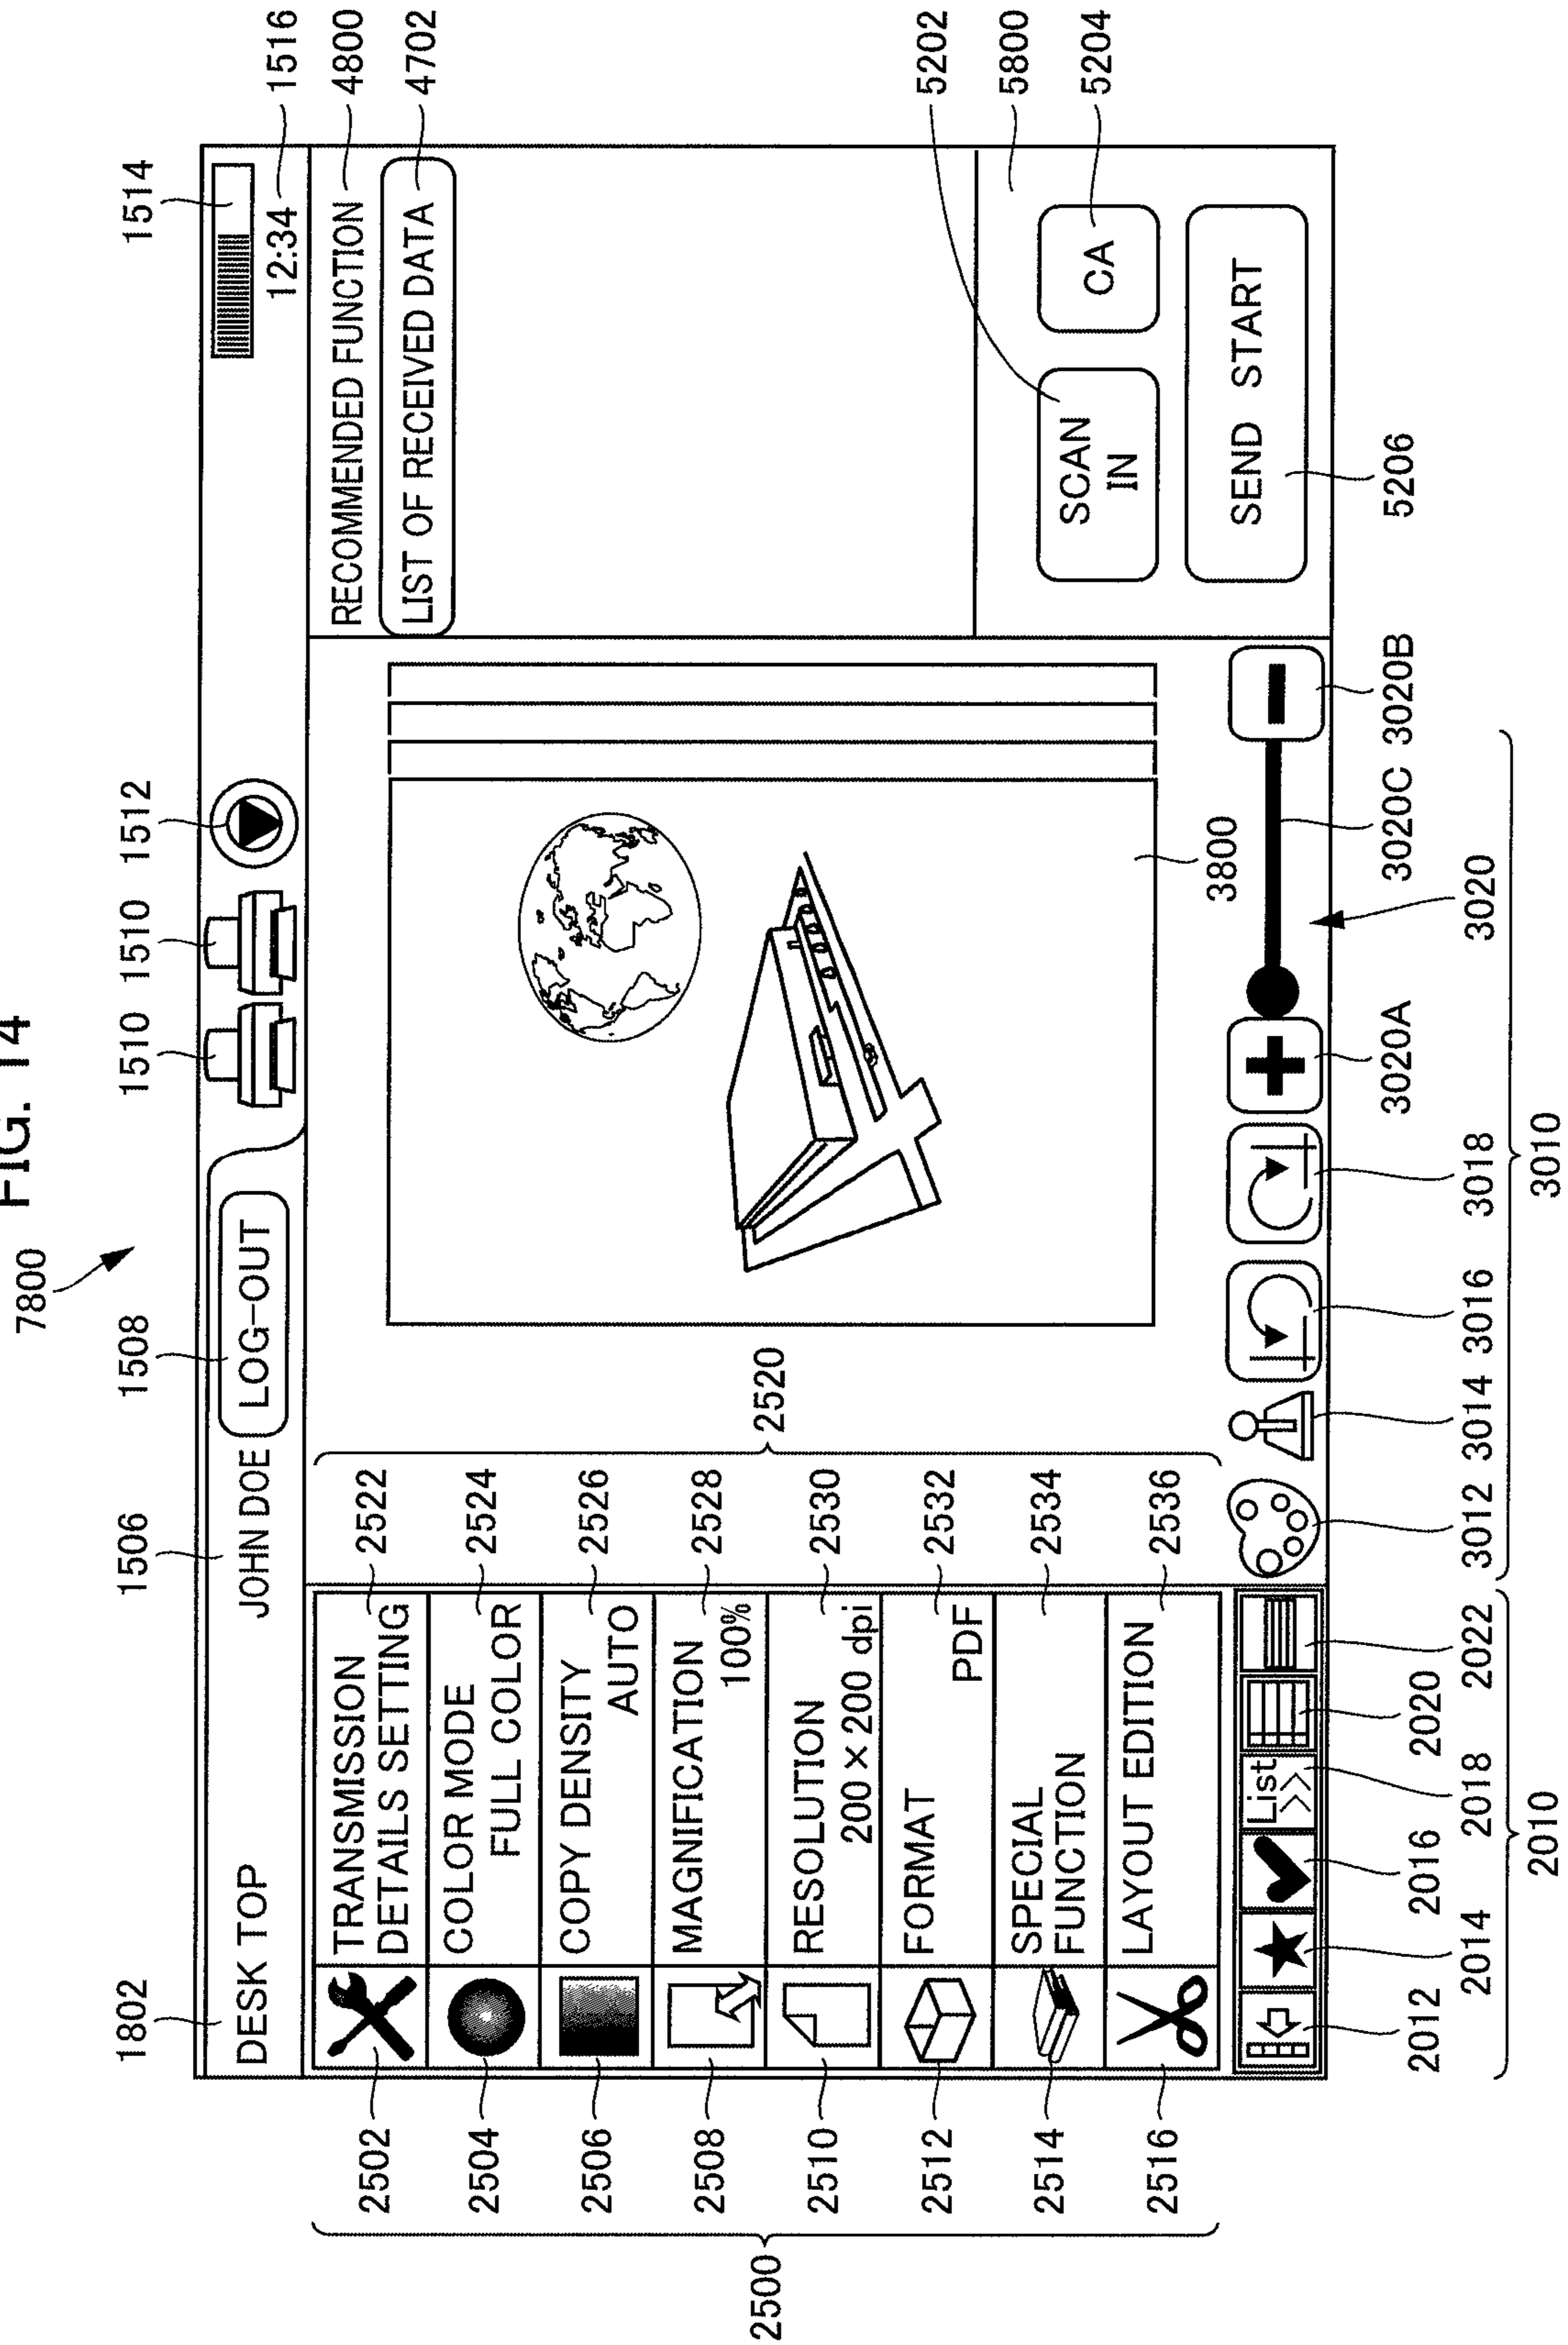 FIG. 14
7800
1802
1506
1508
1510
1510
1512
1514
DESK TOP
JOHN DOE
LOG-OUT
12:34
1516
2500
2502
TRANSMISSION
DETAILS SETTING
2522
2504
COLOR MODE
FULL COLOR
2524
2506
COPY DENSITY
AUTO
2526
2508
MAGNIFICATION
100%
2528
2510
RESOLUTION
200 × 200 dpi
2530
2512
FORMAT
PDF
2532
2514
SPECIAL
FUNCTION
2534
2516
LAYOUT EDITION
2536
2520
3800
RECOMMENDED FUNCTION
4800
LIST OF RECEIVED DATA
4702
5202
5800
SCAN
IN
CA
5204
SEND START
5206
List
2012
2014
2016
2018
2020
2022
2010
3012
3014
3016
3018
3020A
3020
3020C
3020B
3010